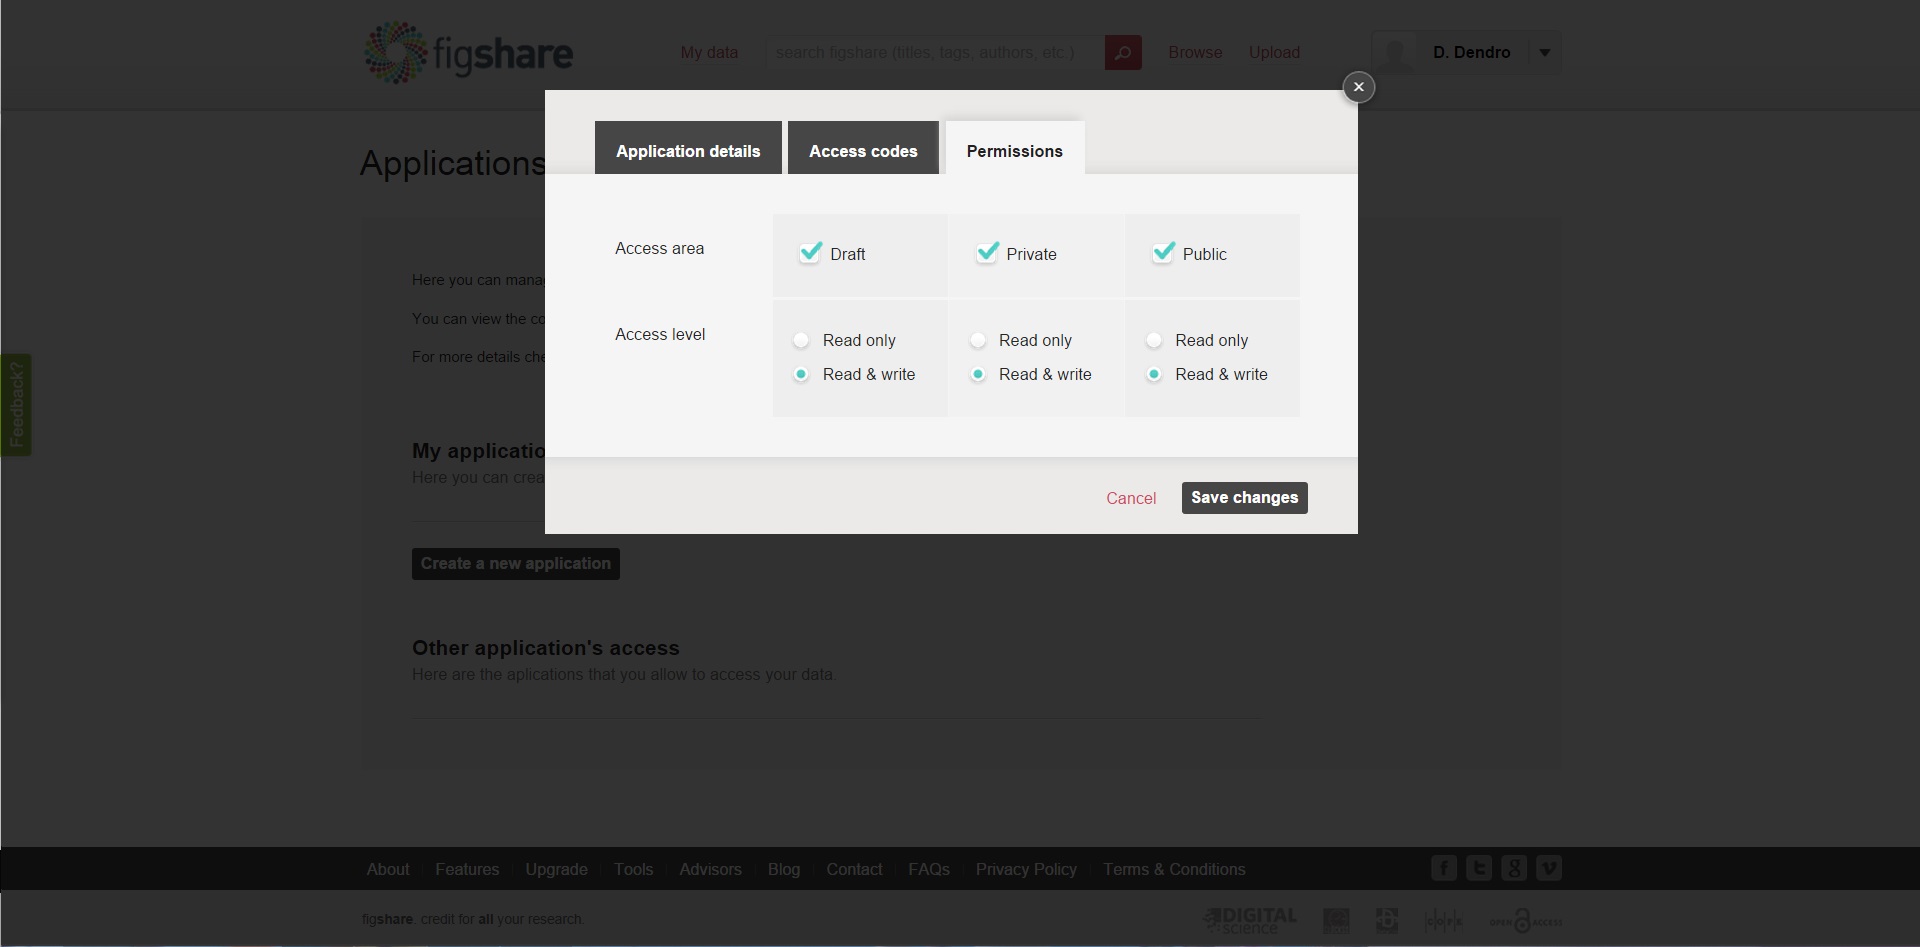 figshare
My data
search figshare (titles, tags, authors, etc.)
Browse
Upload
D. Dendro
Applications
Application details
Access codes
Permissions
Access area
Draft
Private
Public
Access level
Read only
Read only
Read only
Read & write
Read & write
Read & write
Cancel
Save changes
Here you can mana
You can view the co
For more details che
Feedback?
My applicatio
Here you can crea
Create a new application
Other application's access
Here are the aplications that you allow to access your data.
About Features Upgrade Tools Advisors Blog Contact FAQs Privacy Policy Terms & Conditions
figshare. credit for all your research.
DIGITAL
science
C O P E
OPEN ACCESS